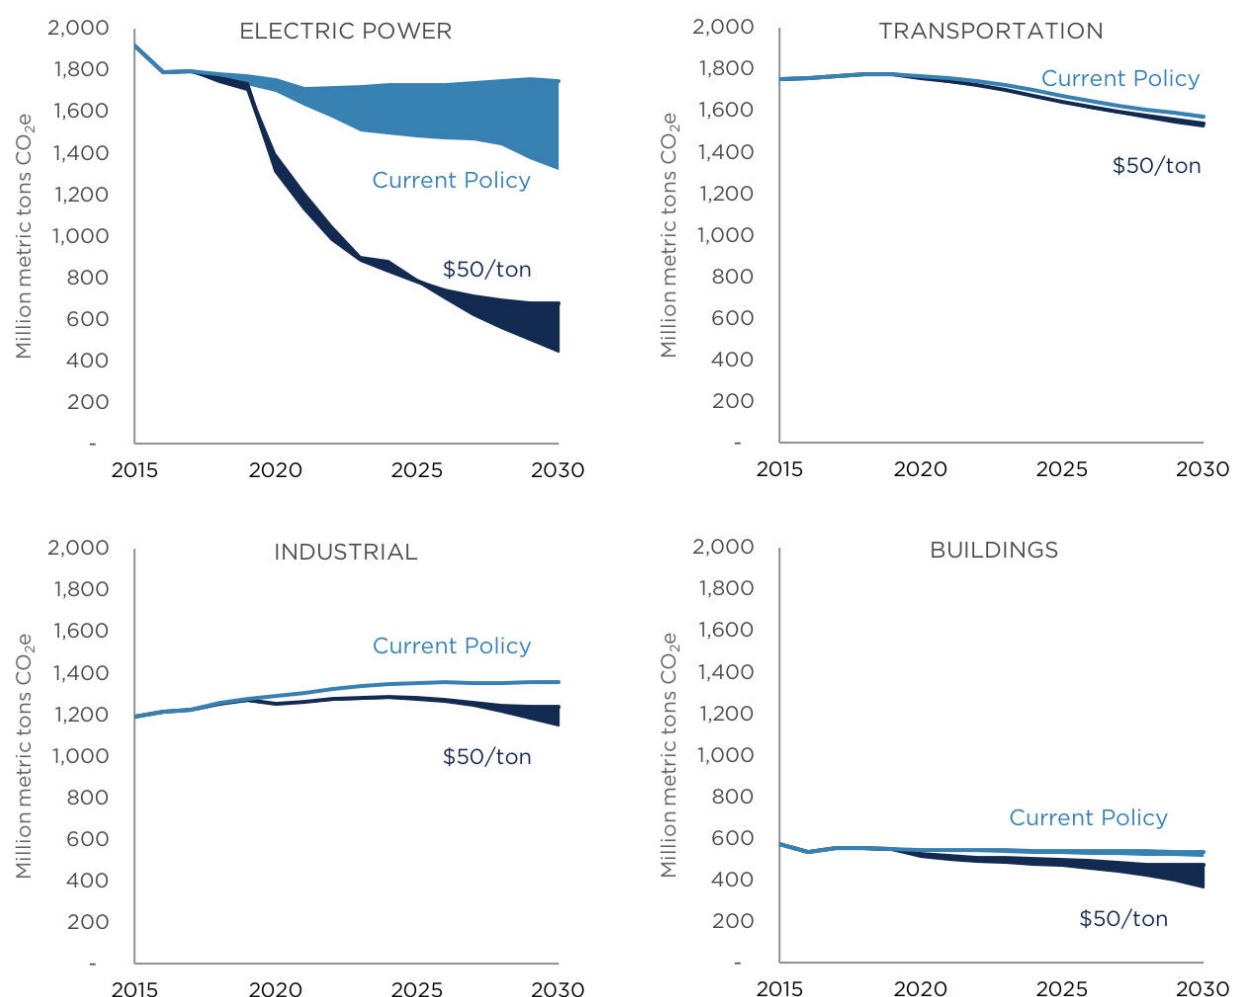 ELECTRIC POWER
Million metric tons CO₂e
2,000
1,800
1,600
1,400
1,200
1,000
800
600
400
200
-
Current Policy
$50/ton
2015 2020 2025 2030
TRANSPORTATION
Million metric tons CO₂e
2,000
1,800
1,600
1,400
1,200
1,000
800
600
400
200
-
Current Policy
$50/ton
2015 2020 2025 2030
INDUSTRIAL
Million metric tons CO₂e
2,000
1,800
1,600
1,400
1,200
1,000
800
600
400
200
-
Current Policy
$50/ton
2015 2020 2025 2030
BUILDINGS
Million metric tons CO₂e
2,000
1,800
1,600
1,400
1,200
1,000
800
600
400
200
-
Current Policy
$50/ton
2015 2020 2025 2030